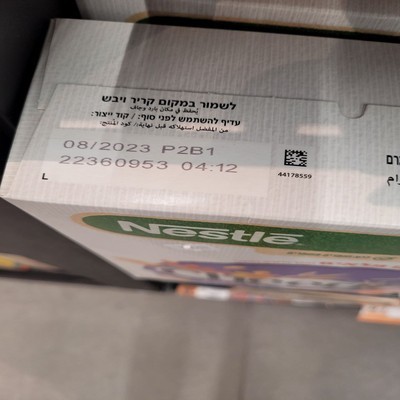 לשמור במקום קריר ויבש
يُحفظ في مكان بارد وجاف
עדיף להשתמש לפני סוף: / קוד ייצור:
من المفضل استهلاكه قبل نهاية: / كود المنتج:
08/2023 P2B1
22360953 04:12
L
44178559
Nestle